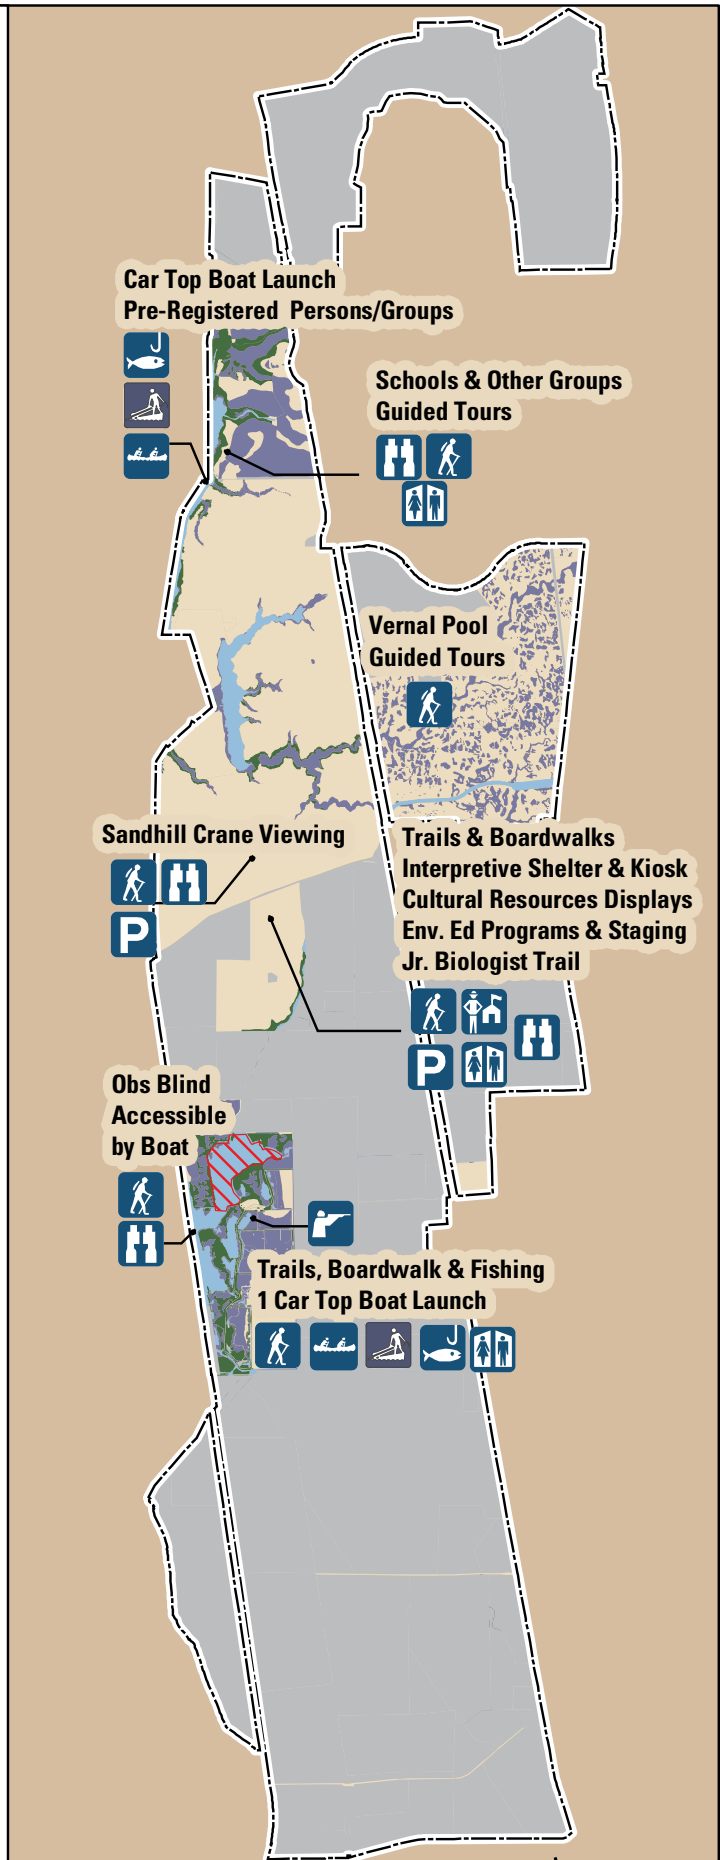 Car Top Boat Launch
Pre-Registered Persons/Groups
Schools & Other Groups
Guided Tours
Vernal Pool
Guided Tours
Sandhill Crane Viewing
P
Trails & Boardwalks
Interpretive Shelter & Kiosk
Cultural Resources Displays
Env. Ed Programs & Staging
Jr. Biologist Trail
P
Obs Blind
Accessible
by Boat
Trails, Boardwalk & Fishing
1 Car Top Boat Launch